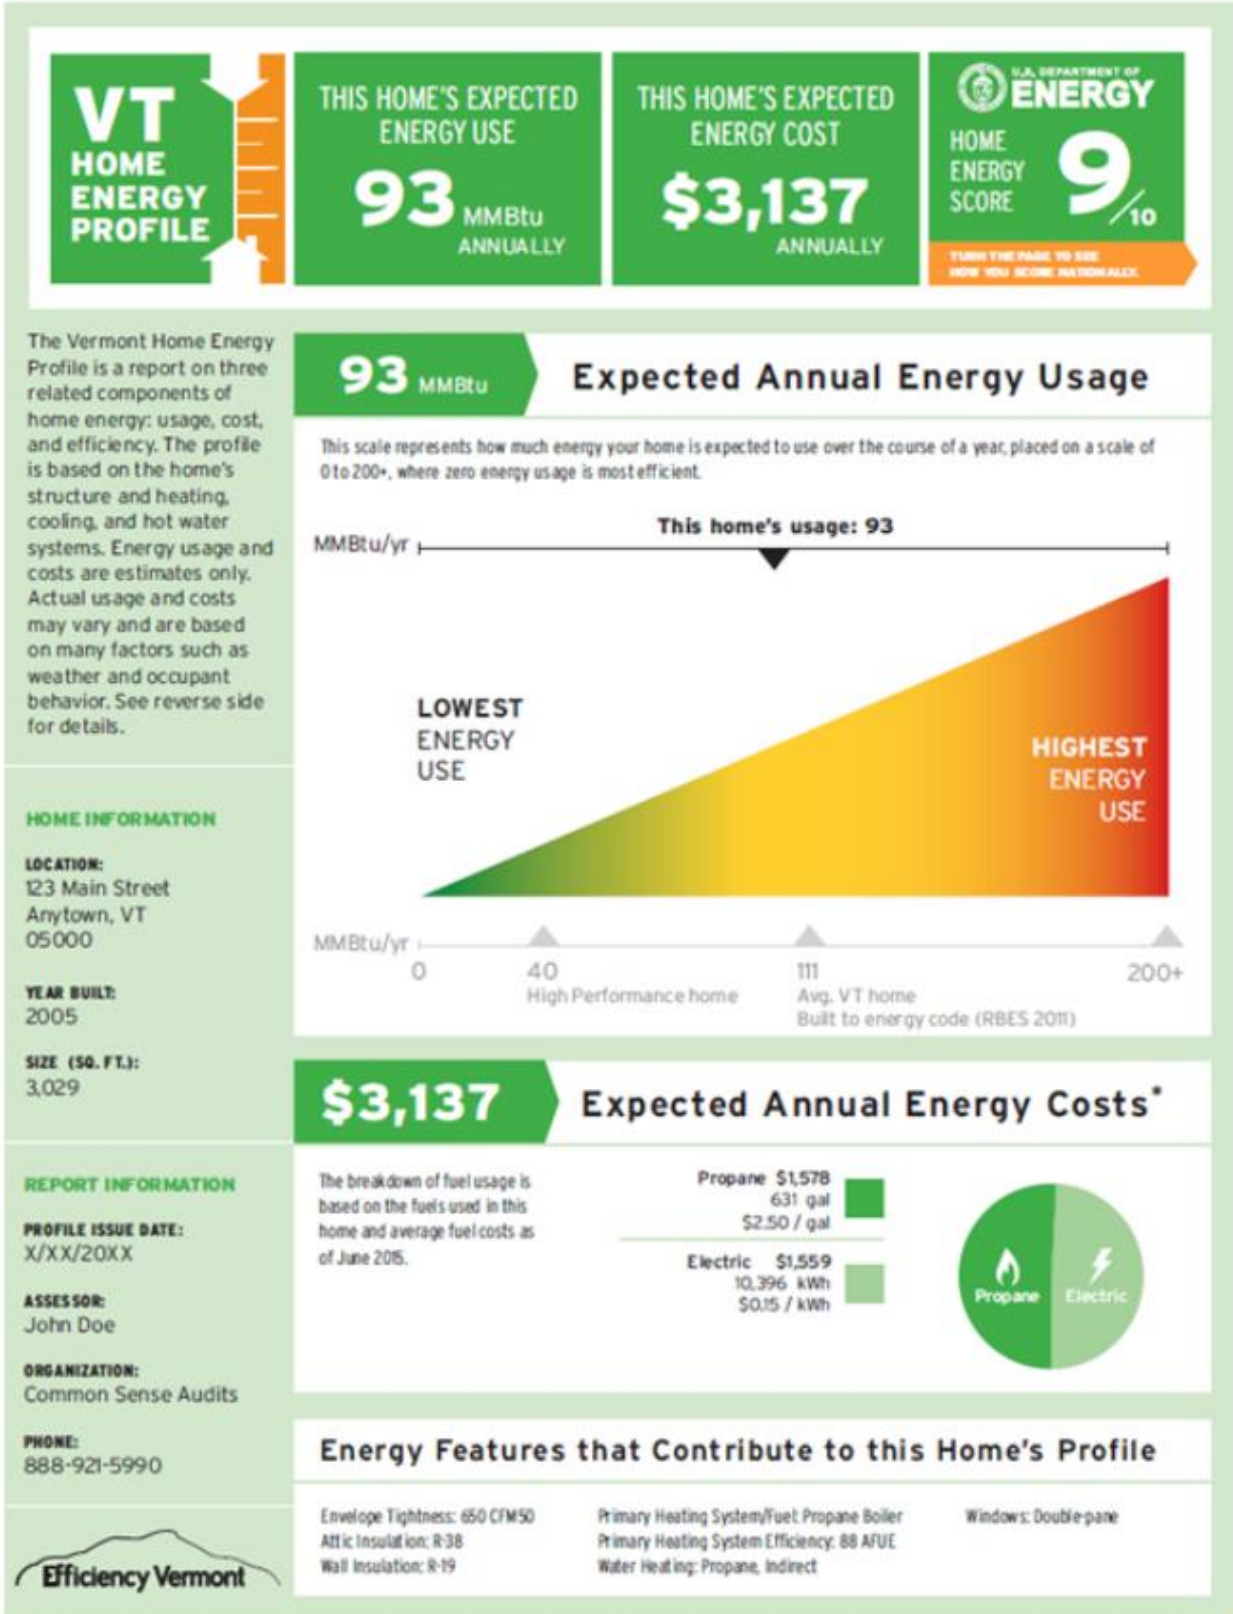 VT
HOME
ENERGY
PROFILE
THIS HOME'S EXPECTED
ENERGY USE
93 MMBtu
ANNUALLY
THIS HOME'S EXPECTED
ENERGY COST
$3,137
ANNUALLY
U.S. DEPARTMENT OF
ENERGY
HOME
ENERGY
SCORE
9/10
TURN THE PAGE TO SEE
HOW YOU SCORE NATIONALLY.
The Vermont Home Energy
Profile is a report on three
related components of
home energy: usage, cost,
and efficiency. The profile
is based on the home's
structure and heating,
cooling, and hot water
systems. Energy usage and
costs are estimates only.
Actual usage and costs
may vary and are based
on many factors such as
weather and occupant
behavior. See reverse side
for details.
HOME INFORMATION
LOCATION:
123 Main Street
Anytown, VT
05000
YEAR BUILT:
2005
SIZE (SQ. FT.):
3,029
REPORT INFORMATION
PROFILE ISSUE DATE:
X/XX/20XX
ASSESSOR:
John Doe
ORGANIZATION:
Common Sense Audits
PHONE:
888-921-5990
Efficiency Vermont
93 MMBtu
Expected Annual Energy Usage
This scale represents how much energy your home is expected to use over the course of a year, placed on a scale of
0 to 200+, where zero energy usage is most efficient.
This home's usage: 93
MMBtu/yr
LOWEST
ENERGY
USE
HIGHEST
ENERGY
USE
MMBtu/yr
0 40 111 200+
High Performance home Avg. VT home
Built to energy code (RBES 2011)
$3,137
Expected Annual Energy Costs*
The breakdown of fuel usage is
based on the fuels used in this
home and average fuel costs as
of June 2015.
Propane $1,578
631 gal
$2.50 / gal
Electric $1,559
10,396 kWh
$0.15 / kWh
Propane Electric
Energy Features that Contribute to this Home's Profile
Envelope Tightness: 650 CFM50
Attic Insulation: R-38
Wall Insulation: R-19
Primary Heating System/Fuel: Propane Boiler
Primary Heating System Efficiency: 88 AFUE
Water Heating: Propane, Indirect
Windows: Double-pane